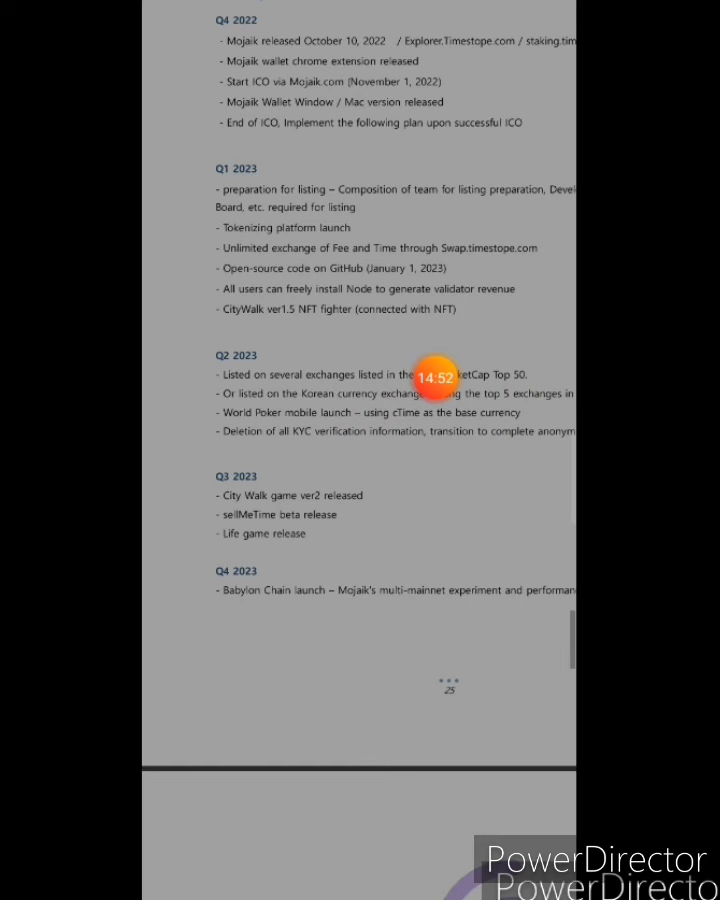 Q4 2022
- Mojaik released October 10, 2022 / Explorer.Timestope.com / staking.tim
- Mojaik wallet chrome extension released
- Start ICO via Mojaik.com (November 1, 2022)
- Mojaik Wallet Window / Mac version released
- End of ICO, Implement the following plan upon successful ICO
Q1 2023
- preparation for listing – Composition of team for listing preparation, Devel
Board, etc. required for listing
- Tokenizing platform launch
- Unlimited exchange of Fee and Time through Swap.timestope.com
- Open-source code on GitHub (January 1, 2023)
- All users can freely install Node to generate validator revenue
- CityWalk ver1.5 NFT fighter (connected with NFT)
Q2 2023
- Listed on several exchanges listed in the ketCap Top 50.
14:52
- Or listed on the Korean currency exchang g the top 5 exchanges in
- World Poker mobile launch – using cTime as the base currency
- Deletion of all KYC verification information, transition to complete anonym
Q3 2023
- City Walk game ver2 released
- sellMeTime beta release
- Life game release
Q4 2023
- Babylon Chain launch – Mojaik's multi-mainnet experiment and performan
25
PowerDirector
PowerDirecto